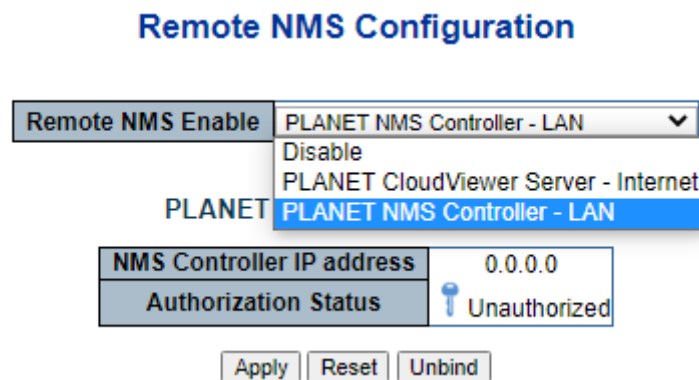 Remote NMS Configuration
Remote NMS Enable PLANET NMS Controller - LAN
Disable
PLANET CloudViewer Server - Internet
PLANET PLANET NMS Controller - LAN
NMS Controller IP address 0.0.0.0
Authorization Status Unauthorized
Apply Reset Unbind